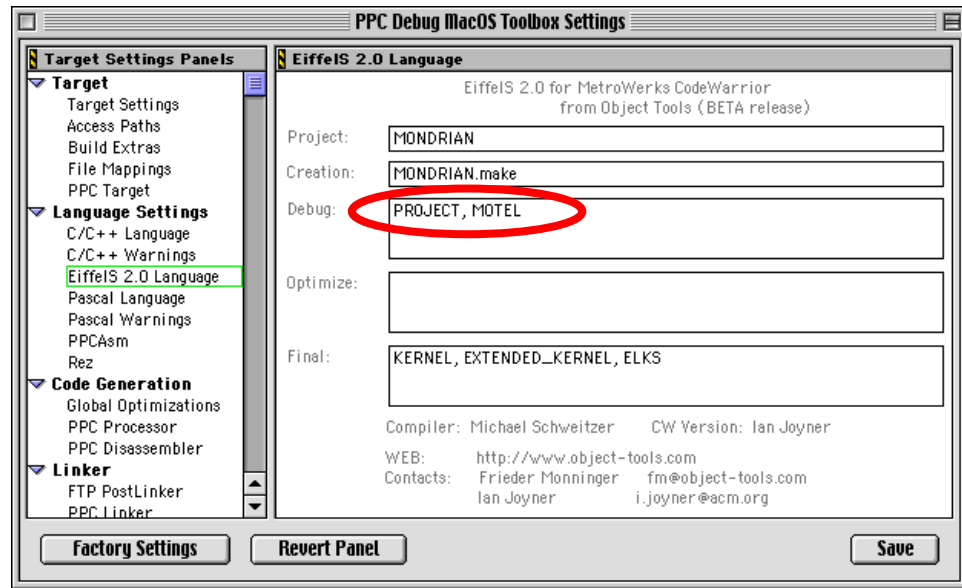 PPC Debug MacOS Toolbox Settings
Target Settings Panels
Target
Target Settings
Access Paths
Build Extras
File Mappings
PPC Target
Language Settings
C/C++ Language
C/C++ Warnings
EiffelS 2.0 Language
Pascal Language
Pascal Warnings
PPCAsm
Rez
Code Generation
Global Optimizations
PPC Processor
PPC Disassembler
Linker
FTP PostLinker
PPC Linker
EiffelS 2.0 Language
EiffelS 2.0 for MetroWerks CodeWarrior
from Object Tools (BETA release)
Project: MONDRIAN
Creation: MONDRIAN.make
Debug: PROJECT, MOTEL
Optimize:
Final: KERNEL, EXTENDED_KERNEL, ELKS
Compiler: Michael Schweitzer CW Version: Ian Joyner
WEB: http://www.object-tools.com
Contacts: Frieder Monninger fm@object-tools.com
Ian Joyner i.joyner@acm.org
Factory Settings Revert Panel Save